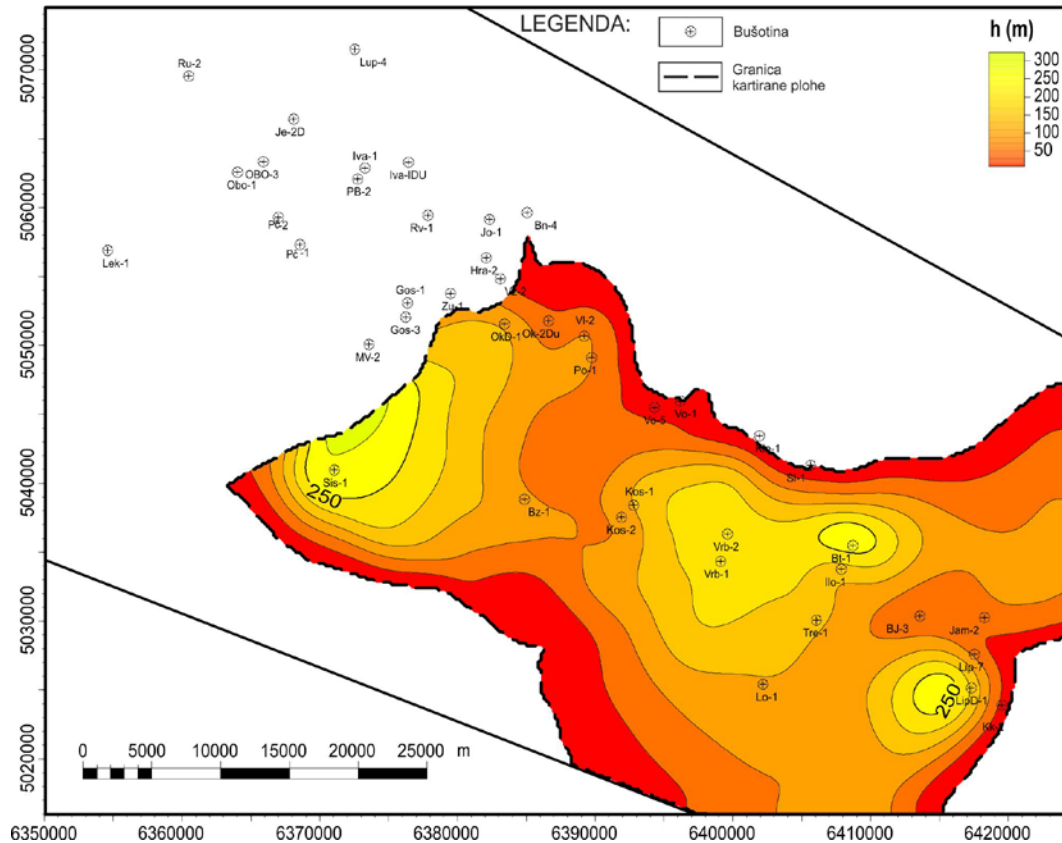 LEGENDA:
Bušotina
Granica
kartirane plohe
h (m)
300
250
200
150
100
50
5070000
5060000
5050000
5040000
5030000
5020000
Ru-2
Lup-4
Je-2D
Iva-1
OBO-3
Obo-1
PB-2
Iva-IDU
Pc-2
Rv-1
Jo-1
Bn-4
Lek-1
Hra-2
Gos-1
Zu-1
Gos-3
OkD-1
Ok-2Du
Vl-2
MV-2
Po-1
Vo-5
Vo-1
Sis-1
250
Bz-1
Kos-1
Kos-2
Vrb-2
Vrb-1
Bt-1
Ilo-1
Tre-1
BJ-3
Jam-2
Lip-7
LipD-1
Lo-1
250
0 5000 10000 15000 20000 25000 m
6350000 6360000 6370000 6380000 6390000 6400000 6410000 6420000